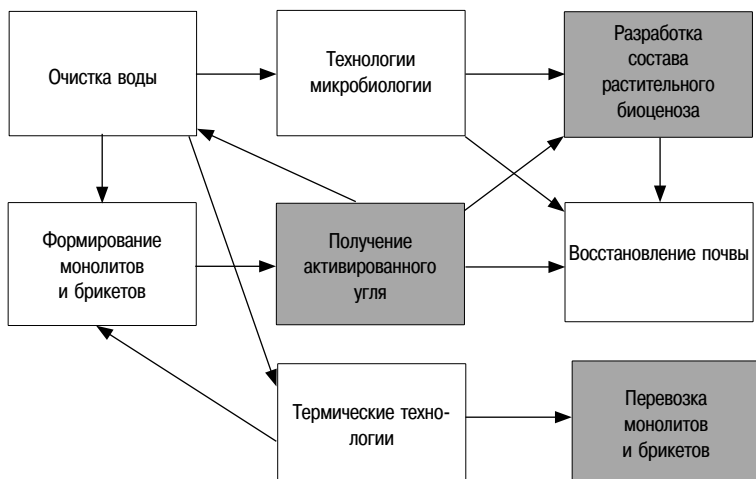 Очистка воды
Технологии
микробиологии
Разработка
состава
растительного
биоценоза
Формирование
монолитов
и брикетов
Получение
активированного
угля
Восстановление почвы
Термические техно-
логии
Перевозка
монолитов
и брикетов